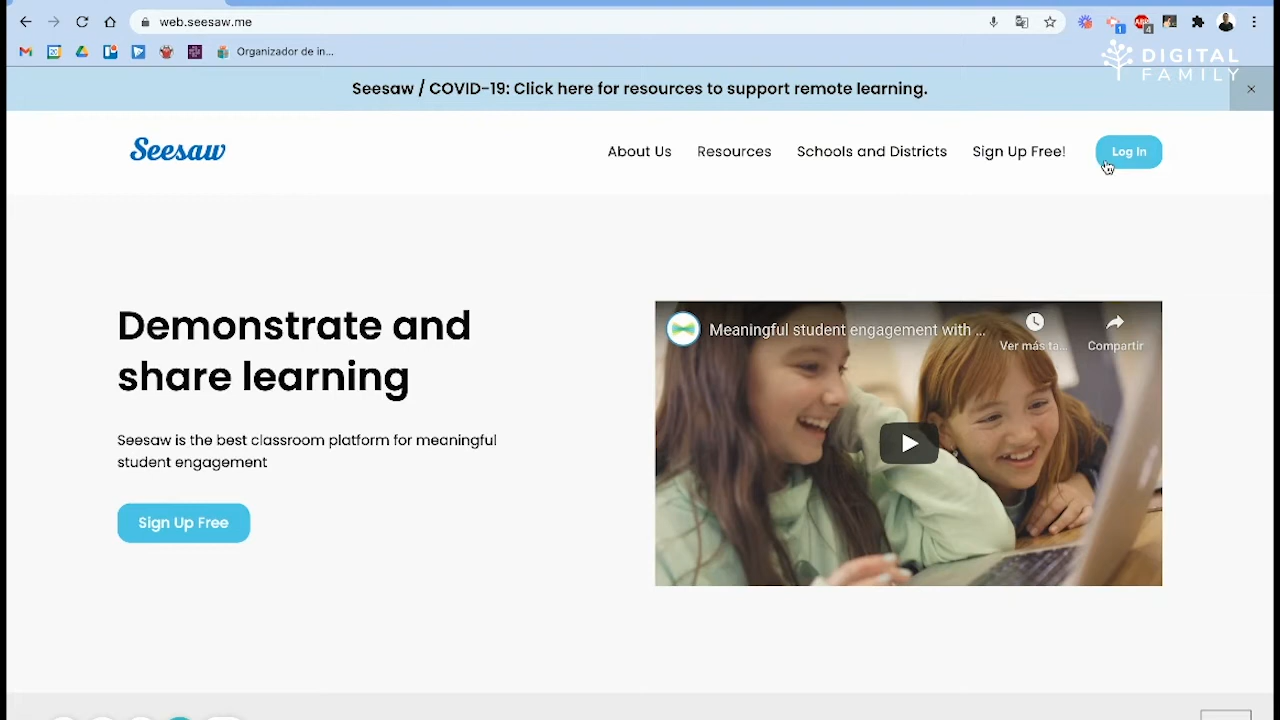 web.seesaw.me
Organizador de in...
DIGITAL
FAMILY
Seesaw / COVID-19: Click here for resources to support remote learning.
Seesaw
About Us
Resources
Schools and Districts
Sign Up Free!
Log In
Demonstrate and
share learning
Seesaw is the best classroom platform for meaningful
student engagement
Sign Up Free
Meaningful student engagement with ...
Ver más ta...
Compartir